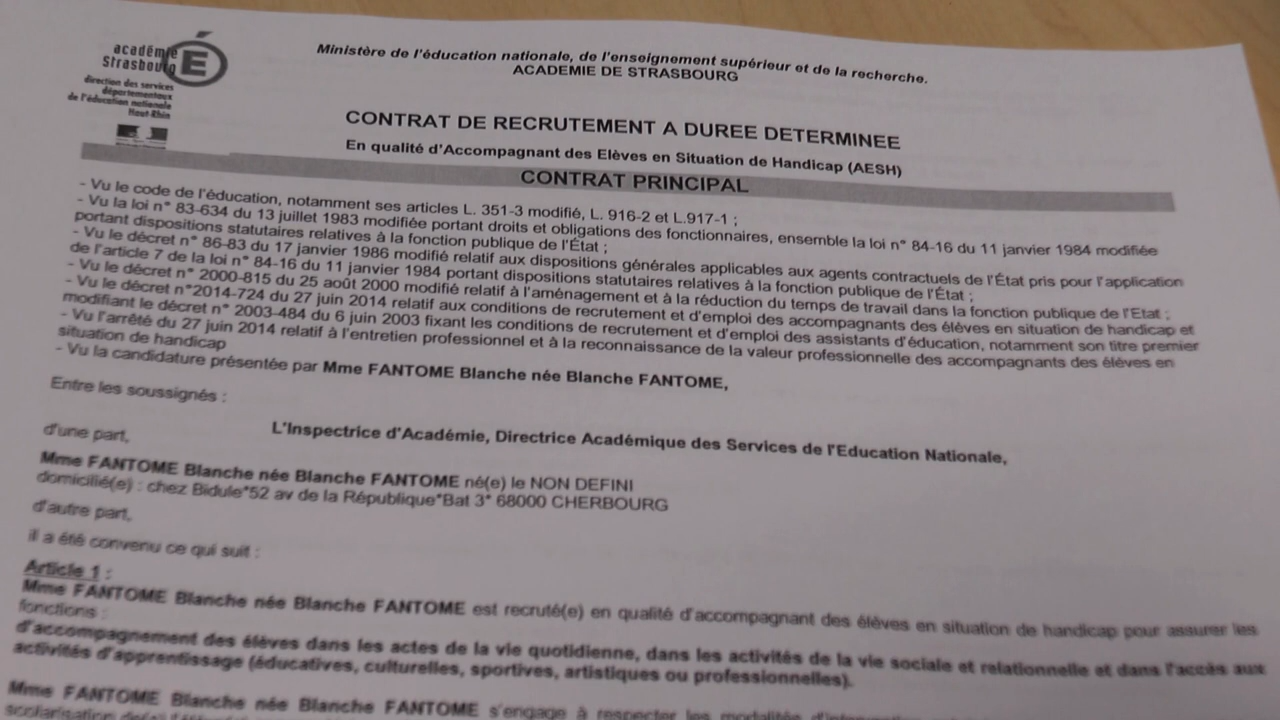 académie
Strasbourg
direction des services
départementaux
de l'éducation nationale
Haut-Rhin
Ministère de l'éducation nationale, de l'enseignement supérieur et de la recherche.
ACADEMIE DE STRASBOURG
CONTRAT DE RECRUTEMENT A DUREE DETERMINEE
En qualité d'Accompagnant des Elèves en Situation de Handicap (AESH)
CONTRAT PRINCIPAL
- Vu le code de l'éducation, notamment ses articles L. 351-3 modifié, L. 916-2 et L.917-1 ;
- Vu la loi n° 83-634 du 13 juillet 1983 modifiée portant droits et obligations des fonctionnaires, ensemble la loi n° 84-16 du 11 janvier 1984 modifiée
portant dispositions statutaires relatives à la fonction publique de l'État ;
- Vu le décret n° 86-83 du 17 janvier 1986 modifié relatif aux dispositions générales applicables aux agents contractuels de l'État pris pour l'application
de l'article 7 de la loi n° 84-16 du 11 janvier 1984 portant dispositions statutaires relatives à la fonction publique de l'État ;
- Vu le décret n° 2000-815 du 25 août 2000 modifié relatif à l'aménagement et à la réduction du temps de travail dans la fonction publique de l'Etat ;
- Vu le décret n°2014-724 du 27 juin 2014 relatif aux conditions de recrutement et d'emploi des accompagnants des élèves en situation de handicap et
modifiant le décret n° 2003-484 du 6 juin 2003 fixant les conditions de recrutement et d'emploi des assistants d'éducation, notamment son titre premier
- Vu l'arrêté du 27 juin 2014 relatif à l'entretien professionnel et à la reconnaissance de la valeur professionnelle des accompagnants des élèves en
situation de handicap
- Vu la candidature présentée par Mme FANTOME Blanche née Blanche FANTOME,
Entre les soussignés :
L'Inspectrice d'Académie, Directrice Académique des Services de l'Education Nationale,
d'une part,
Mme FANTOME Blanche née Blanche FANTOME né(e) le NON DEFINI
domicilié(e) : chez Bidule*52 av de la République*Bat 3* 68000 CHERBOURG
d'autre part,
il a été convenu ce qui suit :
Article 1 :
Mme FANTOME Blanche née Blanche FANTOME est recruté(e) en qualité d'accompagnant des élèves en situation de handicap pour assurer les
fonctions :
d'accompagnement des élèves dans les actes de la vie quotidienne, dans les activités de la vie sociale et relationnelle et dans l'accès aux
activités d'apprentissage (éducatives, culturelles, sportives, artistiques ou professionnelles).
Mme FANTOME Blanche née Blanche FANTOME s'engage à respecter les modalités